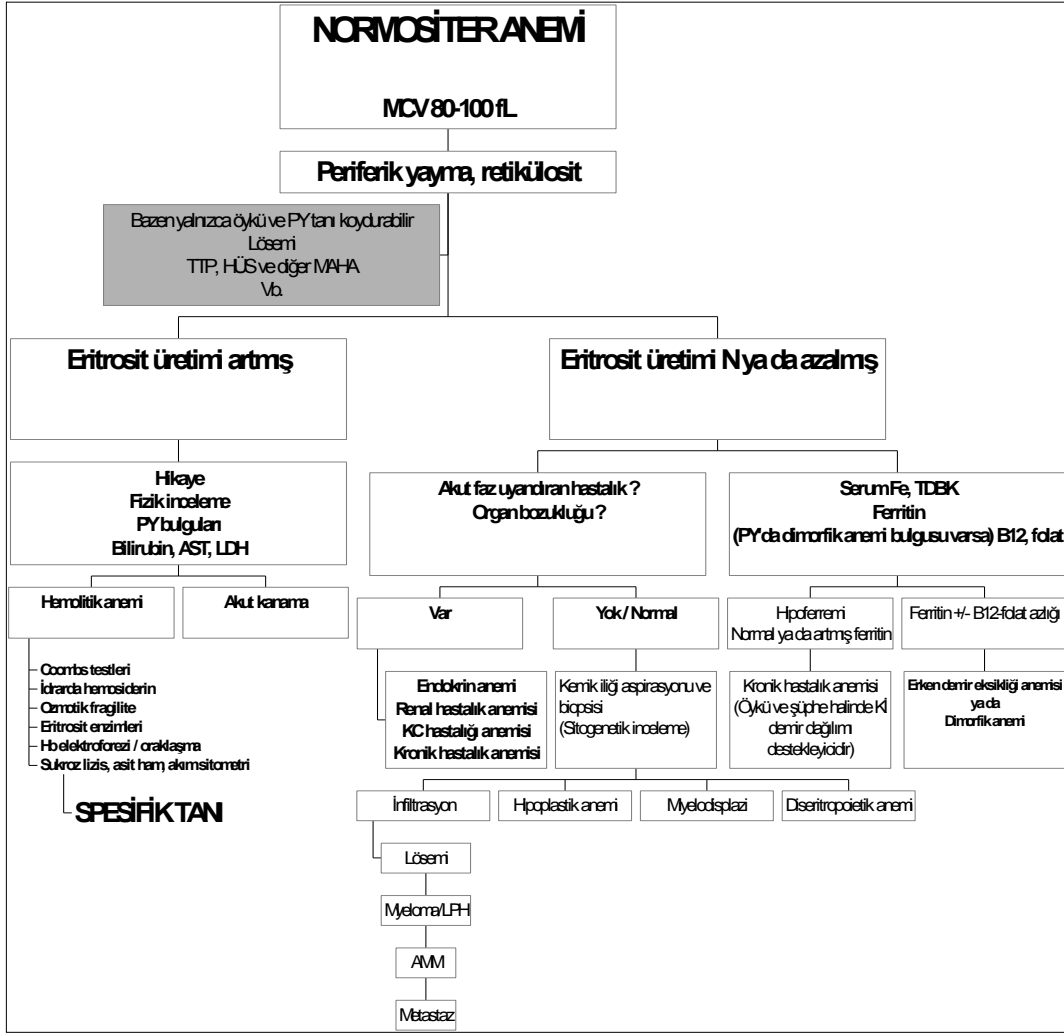 NORMOSİTER ANEMİ
MCV 80-100 fL
Periferik yayma, retikülosit
Bazen yalnızca öykü ve PY tanı koydurabilir
Lösemi
TTP, HÜS ve diğer MAHA
Vb.
Eritrosit üretimi artmış
Hikaye
Fizik inceleme
PY bulguları
Bilirubin, AST, LDH
Hemolitik anemi
Coombs testleri
İdrarda hemosiderin
Ozmotik fragilite
Eritrosit enzimleri
Hb elektroforezi / oraklaşma
Sukroz lizis, asit ham, akım sitometri
SPESİFİK TANI
Akut kanama
Eritrosit üretimi N ya da azalmış
Akut faz uyandıran hastalık ?
Organ bozukluğu ?
Var
Endokrin anemi
Renal hastalık anemisi
KC hastalığı anemisi
Kronik hastalık anemisi
Yok / Normal
Kemik iliği aspirasyonu ve
biopsisi
(Sitogenetik inceleme)
İnfiltrasyon
Lösemi
Myeloma/LPH
AMM
Metastaz
Hipoplastik anemi
Myelodisplazi
Diseritropoietik anemi
Serum Fe, TDBK
Ferritin
(PY'da dimorfik anemi bulgusu varsa) B12, folat
Hipoferremi
Normal ya da artmış ferritin
Kronik hastalık anemisi
(Öykü ve şüphe halinde Kİ
demir dağılımı
destekleyicidir)
Ferritin +/- B12-folat azlığı
Erken demir eksikliği anemisi
ya da
Dimorfik anemi